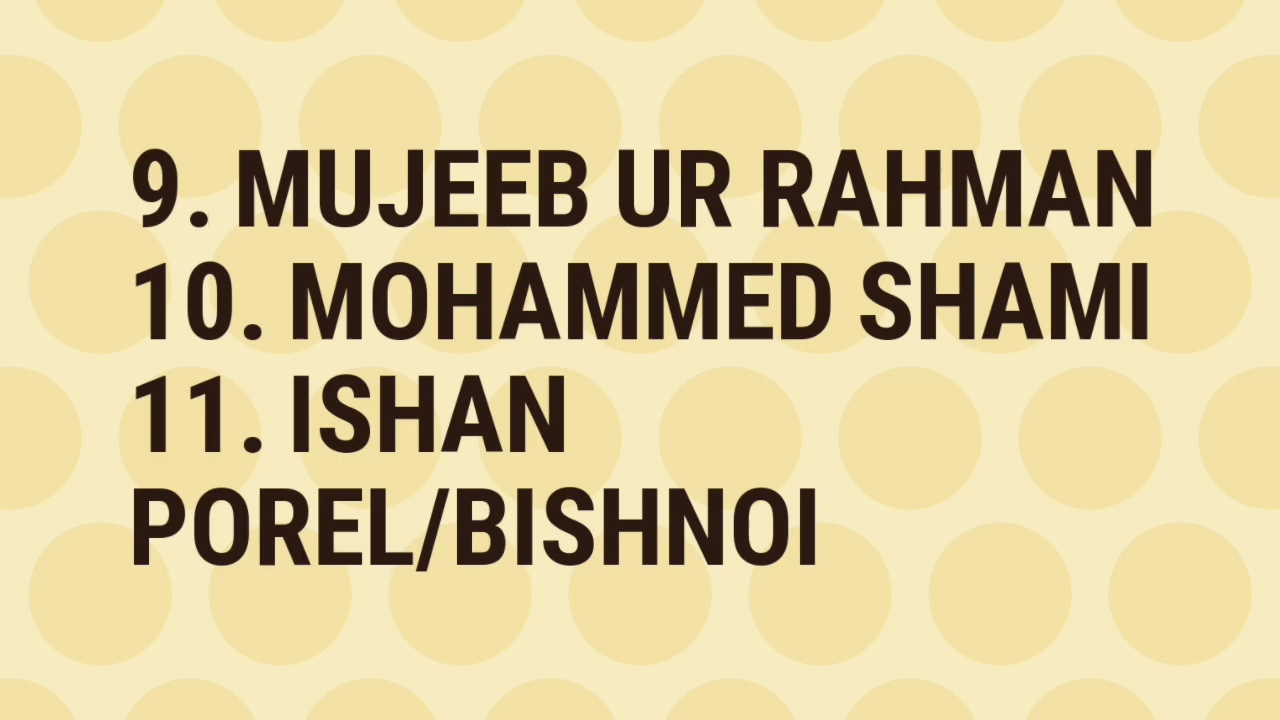 9. MUJEEB UR RAHMAN
10. MOHAMMED SHAMI
11. ISHAN
POREL/BISHNOI